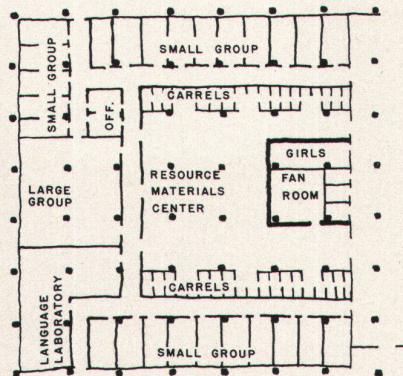 SMALL GROUP
SMALL GROUP
CARRELS
OFF.
GIRLS
FAN
ROOM
RESOURCE
MATERIALS
CENTER
LARGE
GROUP
CARRELS
LANGUAGE
LABORATORY
SMALL GROUP